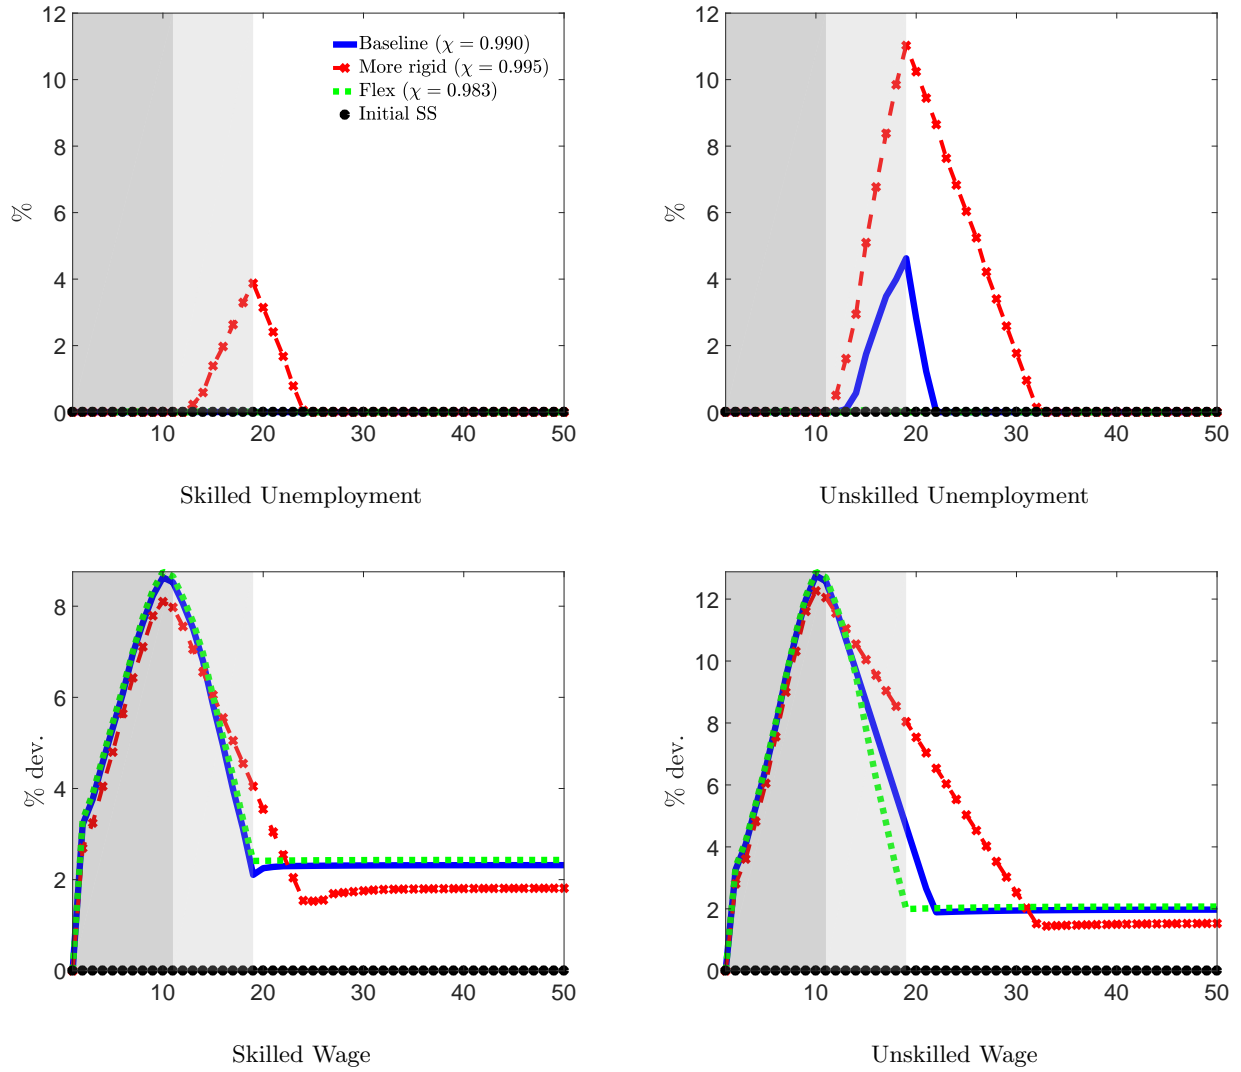 12
10
8
6
4
2
0
%
10 20 30 40 50
Baseline (χ = 0.990)
More rigid (χ = 0.995)
Flex (χ = 0.983)
Initial SS
Skilled Unemployment
12
10
8
6
4
2
0
%
10 20 30 40 50
Unskilled Unemployment
8
6
4
2
0
% dev.
10 20 30 40 50
Skilled Wage
12
10
8
6
4
2
0
% dev.
10 20 30 40 50
Unskilled Wage